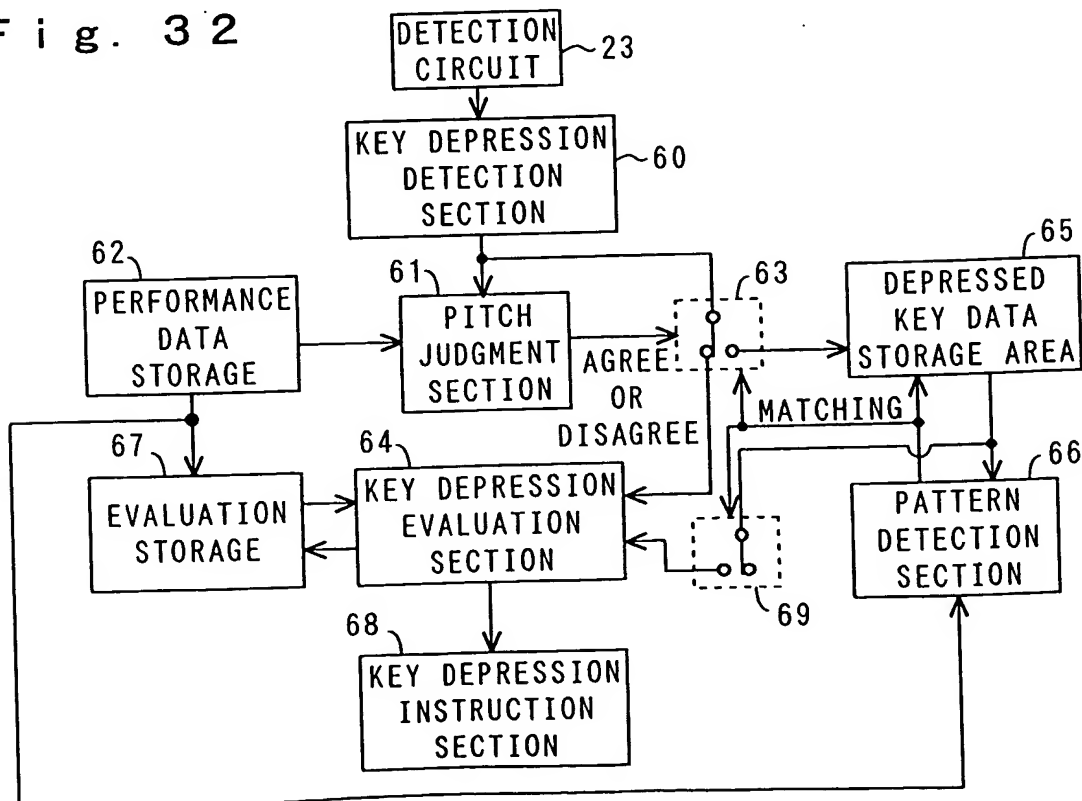 Fig. 32
DETECTION
CIRCUIT
23
KEY DEPRESSION
DETECTION
SECTION
60
62
PERFORMANCE
DATA
STORAGE
61
PITCH
JUDGMENT
SECTION
63
AGREE
OR
DISAGREE
65
DEPRESSED
KEY DATA
STORAGE AREA
MATCHING
67
EVALUATION
STORAGE
64
KEY DEPRESSION
EVALUATION
SECTION
69
66
PATTERN
DETECTION
SECTION
68
KEY DEPRESSION
INSTRUCTION
SECTION